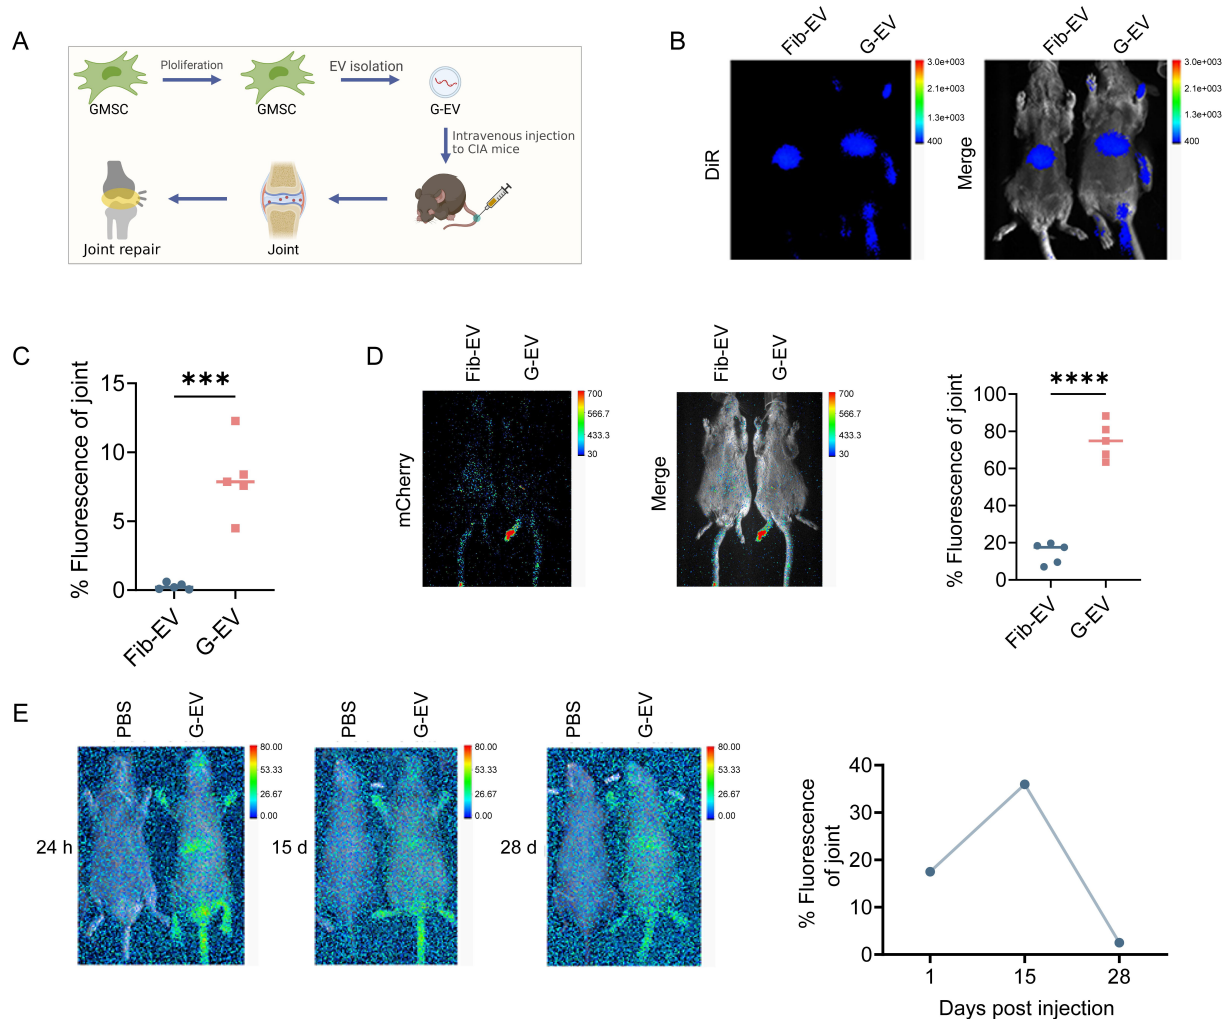 A
Ploliferation
EV isolation
GMSC
GMSC
G-EV
Intravenous injection
to CIA mice
Joint repair
Joint
B
Fib-EV
G-EV
Fib-EV
G-EV
DiR
3.0e+003
2.1e+003
1.3e+003
400
Merge
3.0e+003
2.1e+003
1.3e+003
400
C
% Fluorescence of joint
15
10
5
0
***
Fib-EV
G-EV
D
Fib-EV
G-EV
mCherry
700
566.7
433.3
30
Fib-EV
G-EV
Merge
700
566.7
433.3
30
% Fluorescence of joint
100
80
60
40
20
0
****
Fib-EV
G-EV
E
PBS
G-EV
24 h
80.00
53.33
26.67
0.00
PBS
G-EV
15 d
80.00
53.33
26.67
0.00
PBS
G-EV
28 d
80.00
53.33
26.67
0.00
% Fluorescence
of joint
40
30
20
10
0
1
15
28
Days post injection